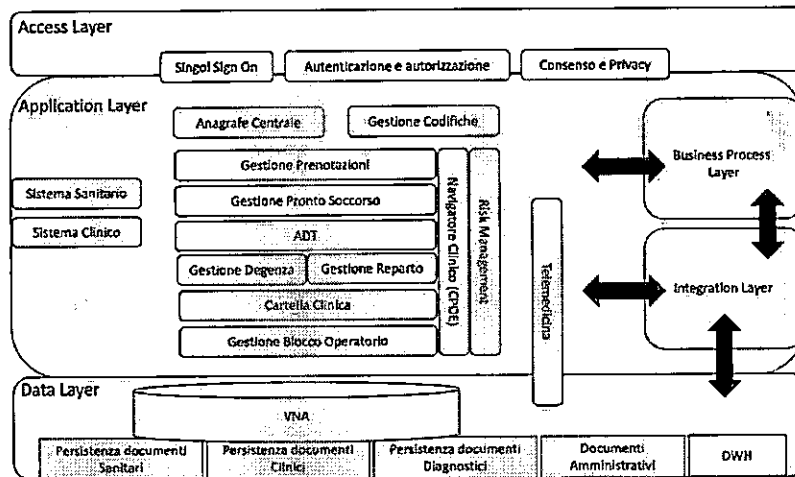 Access Layer
Singol Sign On
Autenticazione e autorizzazione
Consenso e Privacy
Application Layer
Anagrafe Centrale
Gestione Codifiche
Gestione Prenotazioni
Business Process
Layer
Sistema Sanitario
Gestione Pronto Soccorso
Sistema Clinico
ADT
Gestione Degenza
Gestione Reparto
Cartella Clinica
Gestione Blocco Operatorio
Navigatore Clinico (CPOE)
Risk Management
Telemedicina
Integration Layer
Data Layer
VNA
Persistenza documenti
Sanitari
Persistenza documenti
Clinici
Persistenza documenti
Diagnostici
Documenti
Amministrativi
DWH